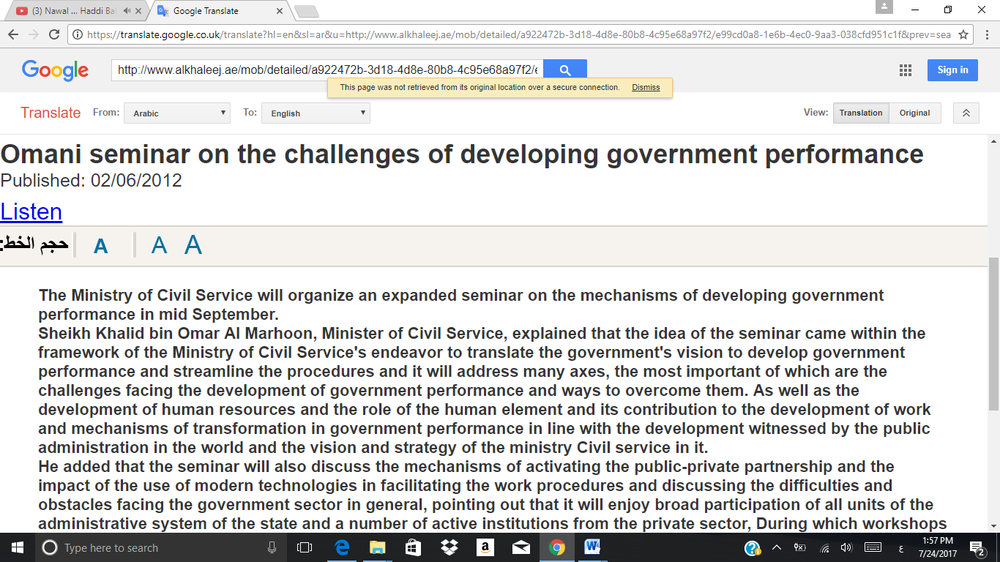 (3) Nawal ... Haddi Ba
Google Translate
https://translate.google.co.uk/translate?hl=en&sl=ar&u=http://www.alkhaleej.ae/mob/detailed/a922472b-3d18-4d8e-80b8-4c95e68a97f2/e99cd0a8-1e6b-4ec0-9aa3-038cfd951c1f&prev=sea
Google
http://www.alkhaleej.ae/mob/detailed/a922472b-3d18-4d8e-80b8-4c95e68a97f2/e
Sign in
This page was not retrieved from its original location over a secure connection. Dismiss
Translate From: Arabic To: English View: Translation Original
Omani seminar on the challenges of developing government performance
Published: 02/06/2012
Listen
حجم الخط: A A A
The Ministry of Civil Service will organize an expanded seminar on the mechanisms of developing government
performance in mid September.
Sheikh Khalid bin Omar Al Marhoon, Minister of Civil Service, explained that the idea of the seminar came within the
framework of the Ministry of Civil Service's endeavor to translate the government's vision to develop government
performance and streamline the procedures and it will address many axes, the most important of which are the
challenges facing the development of government performance and ways to overcome them. As well as the
development of human resources and the role of the human element and its contribution to the development of work
and mechanisms of transformation in government performance in line with the development witnessed by the public
administration in the world and the vision and strategy of the ministry Civil service in it.
He added that the seminar will also discuss the mechanisms of activating the public-private partnership and the
impact of the use of modern technologies in facilitating the work procedures and discussing the difficulties and
obstacles facing the government sector in general, pointing out that it will enjoy broad participation of all units of the
administrative system of the state and a number of active institutions from the private sector, During which workshops
Type here to search
ع
1:57 PM
7/24/2017
2